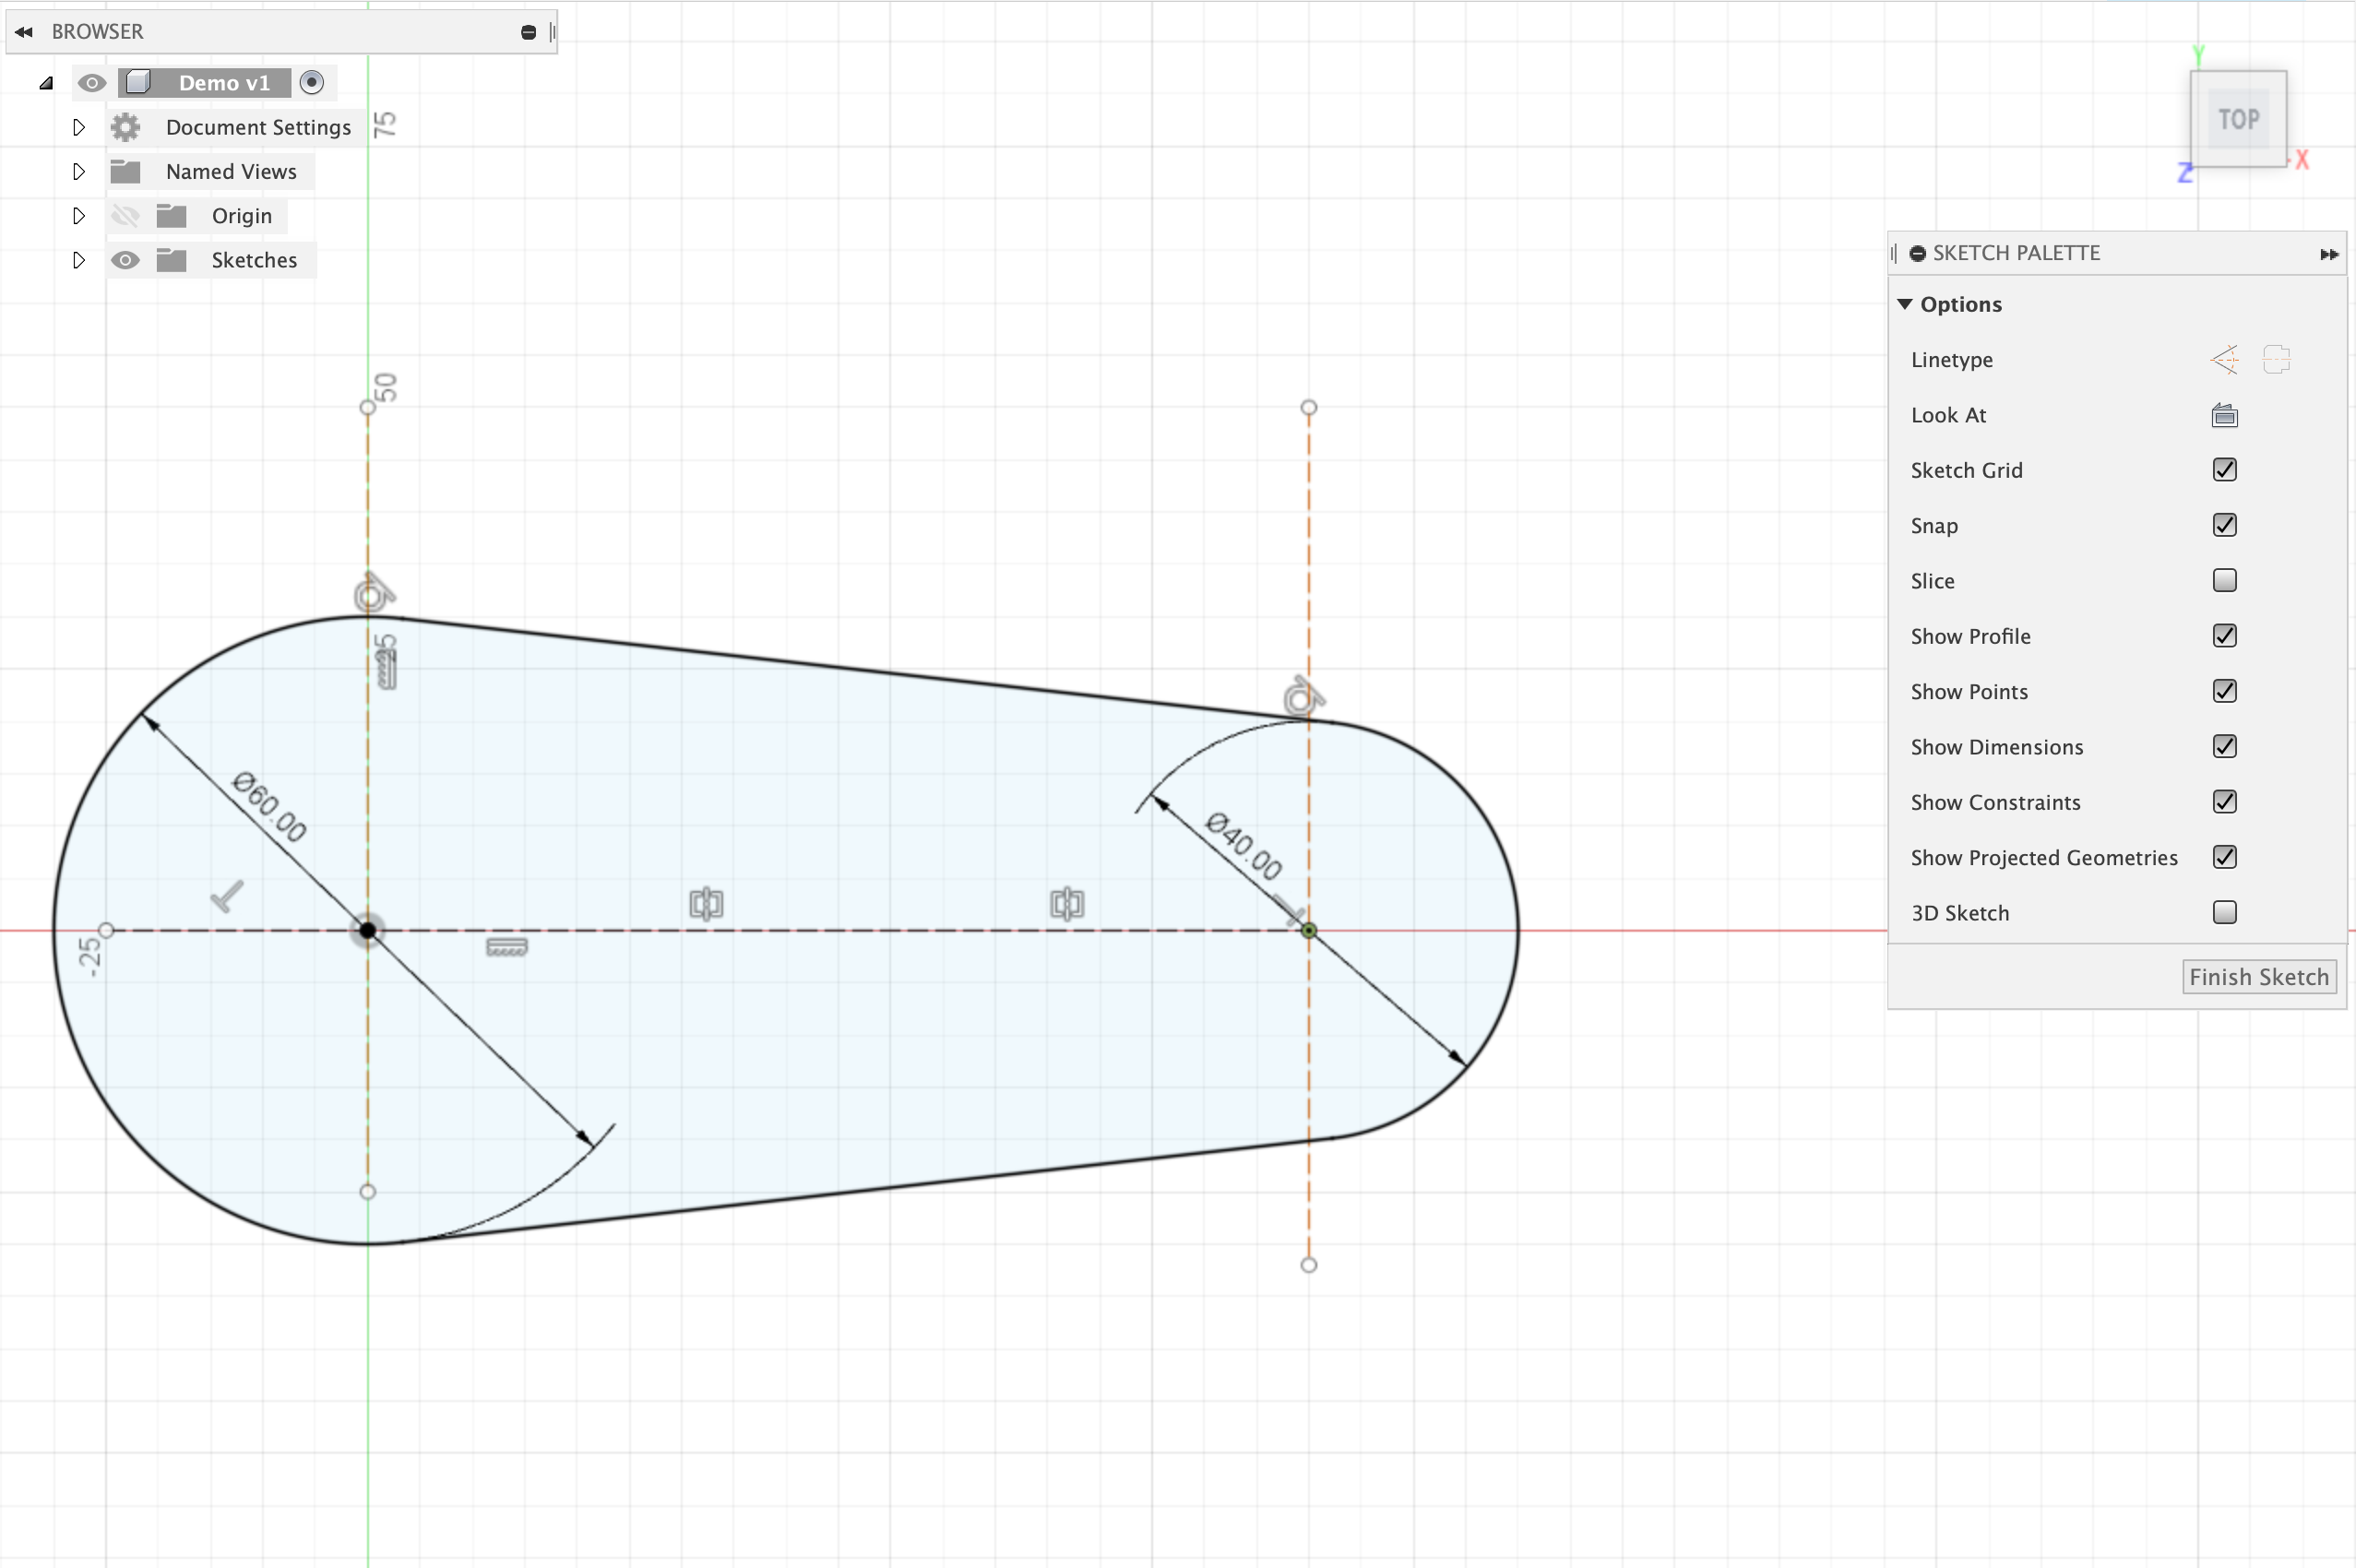 BROWSER
Demo v1
Document Settings
Named Views
Origin
Sketches
75
50
25
-25
Ø60.00
Ø40.00
Y
TOP
Z
X
SKETCH PALETTE
Options
Linetype
Look At
Sketch Grid
Snap
Slice
Show Profile
Show Points
Show Dimensions
Show Constraints
Show Projected Geometries
3D Sketch
Finish Sketch